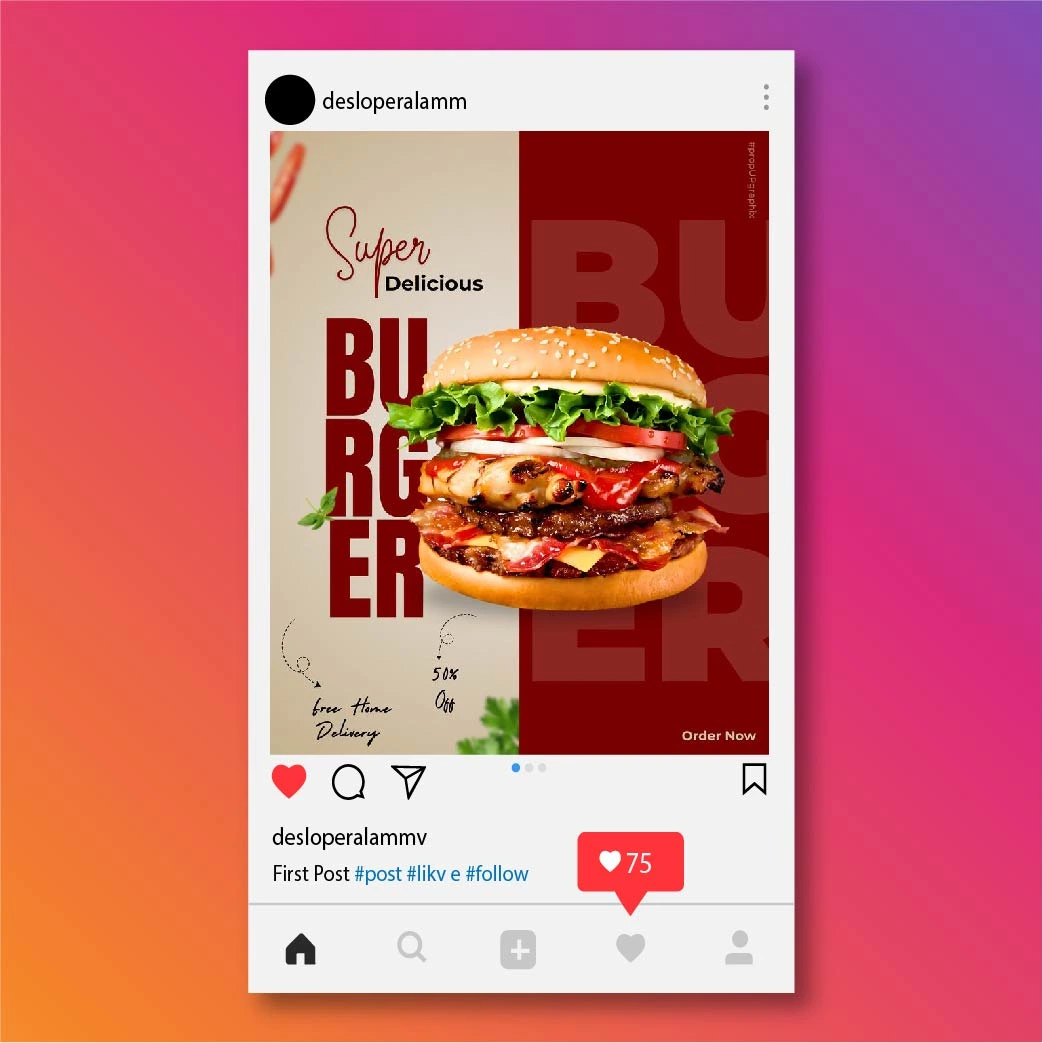 desloperalamm
#propUPgraphix
Super
Delicious
BU
RG
ER
BU
G
ER
free Home
Delivery
50%
Off
Order Now
desloperalammv
First Post #post #likv e #follow
75